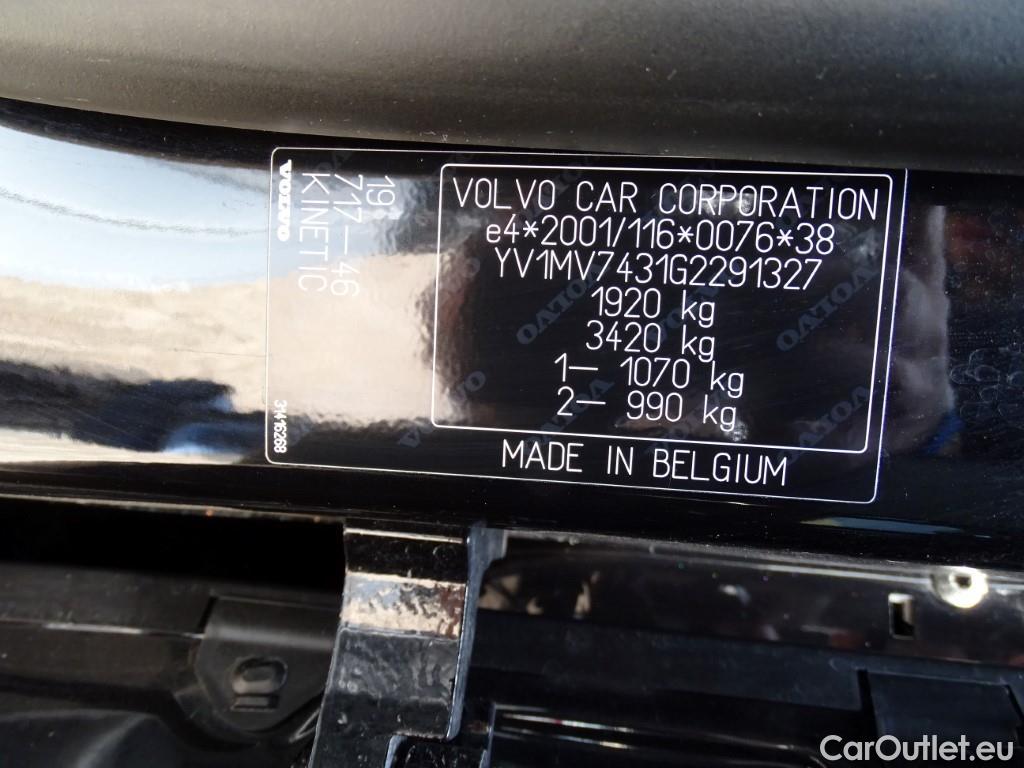 VOLVO
19
717-46
KINETIC
31416268
VOLVO CAR CORPORATION
e4*2001/116*0076*38
YV1MV7431G2291327
1920 kg
3420 kg
1- 1070 kg
2- 990 kg
MADE IN BELGIUM
CarOutlet.eu